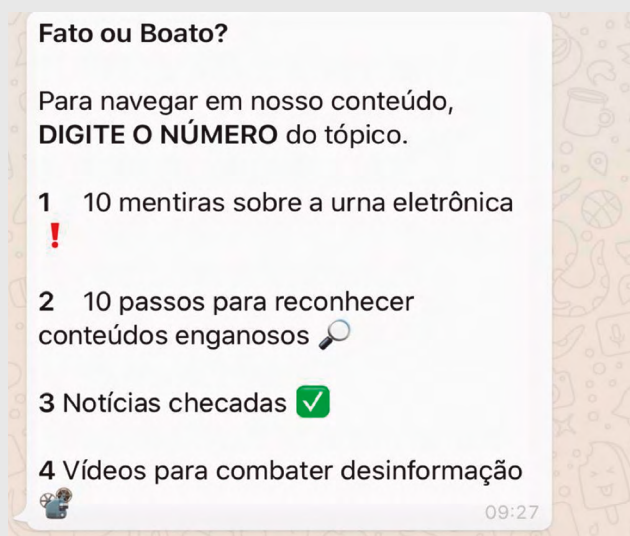 Fato ou Boato?
Para navegar em nosso conteúdo,
DIGITE O NÚMERO do tópico.
1 10 mentiras sobre a urna eletrônica
❗
2 10 passos para reconhecer
conteúdos enganosos 🔎
3 Notícias checadas ✅
4 Vídeos para combater desinformação
📽️
09:27